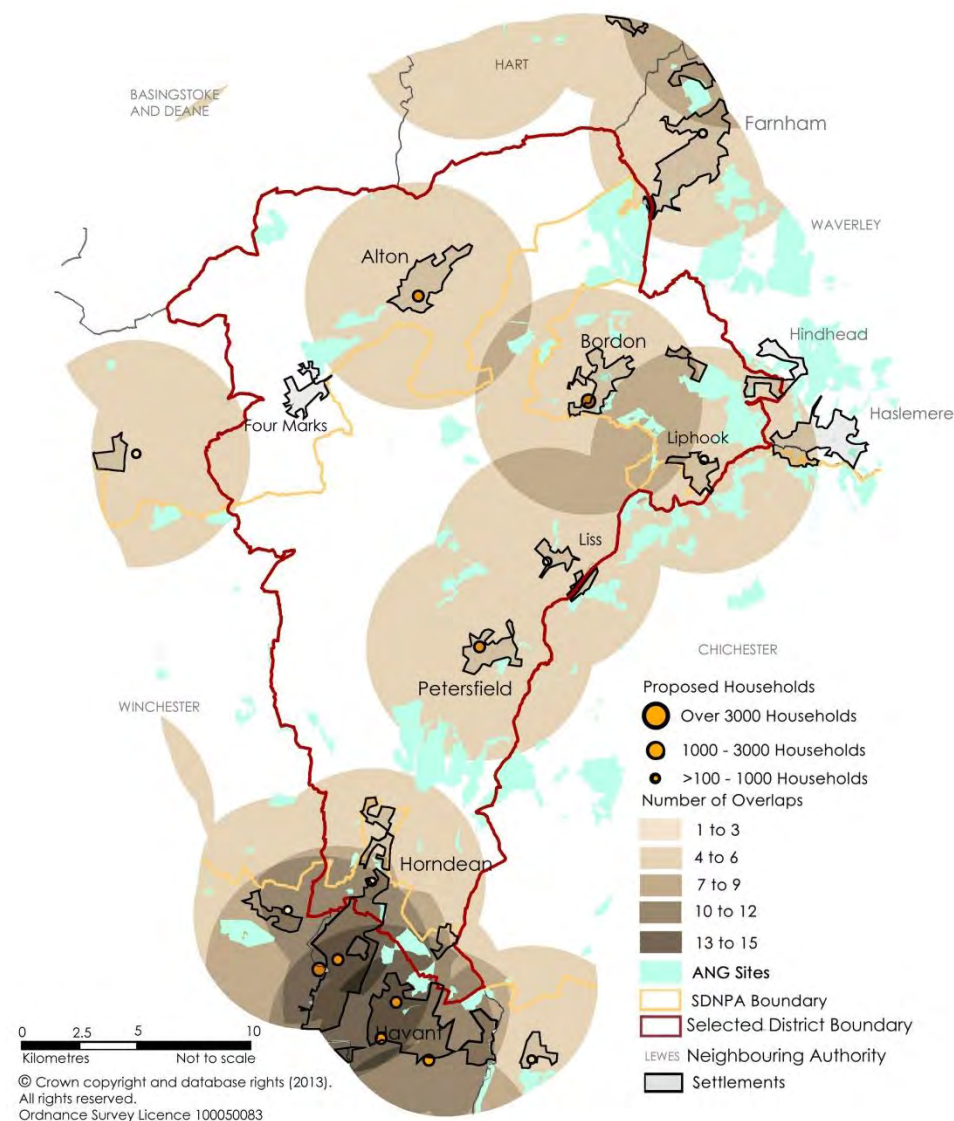 HART
BASINGSTOKE
AND DEANE
Farnham
WAVERLEY
Alton
Hindhead
Bordon
Haslemere
Four Marks
Liphook
Liss
CHICHESTER
Petersfield
WINCHESTER
Horndean
Havant
Proposed Households
Over 3000 Households
1000 - 3000 Households
>100 - 1000 Households
Number of Overlaps
1 to 3
4 to 6
7 to 9
10 to 12
13 to 15
ANG Sites
SDNPA Boundary
Selected District Boundary
LEWES Neighbouring Authority
Settlements
0 2.5 5 10
Kilometres Not to scale
© Crown copyright and database rights (2013).
All rights reserved.
Ordnance Survey Licence 100050083